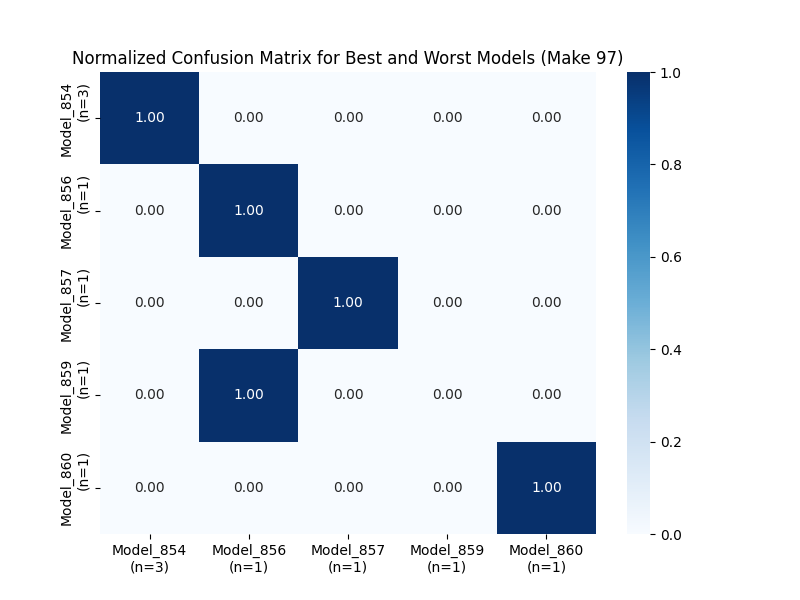 Normalized Confusion Matrix for Best and Worst Models (Make 97)
Model_854
(n=3)
1.00 0.00 0.00 0.00 0.00
Model_856
(n=1)
0.00 1.00 0.00 0.00 0.00
Model_857
(n=1)
0.00 0.00 1.00 0.00 0.00
Model_859
(n=1)
0.00 1.00 0.00 0.00 0.00
Model_860
(n=1)
0.00 0.00 0.00 0.00 1.00
Model_854 Model_856 Model_857 Model_859 Model_860
(n=3) (n=1) (n=1) (n=1) (n=1)
1.0
0.8
0.6
0.4
0.2
0.0